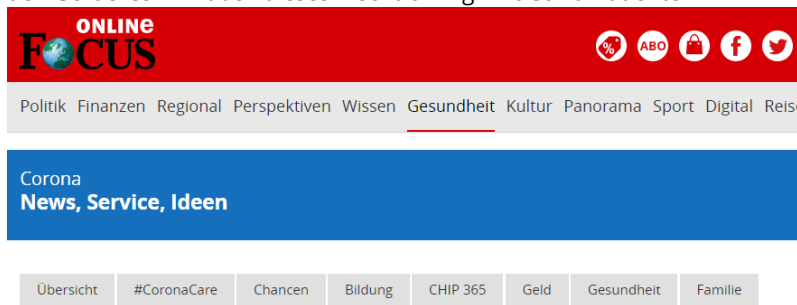 ONLINE
FOCUS
% ABO f
Politik Finanzen Regional Perspektiven Wissen Gesundheit Kultur Panorama Sport Digital Reis
Corona
News, Service, Ideen
Übersicht #CoronaCare Chancen Bildung CHIP 365 Geld Gesundheit Familie